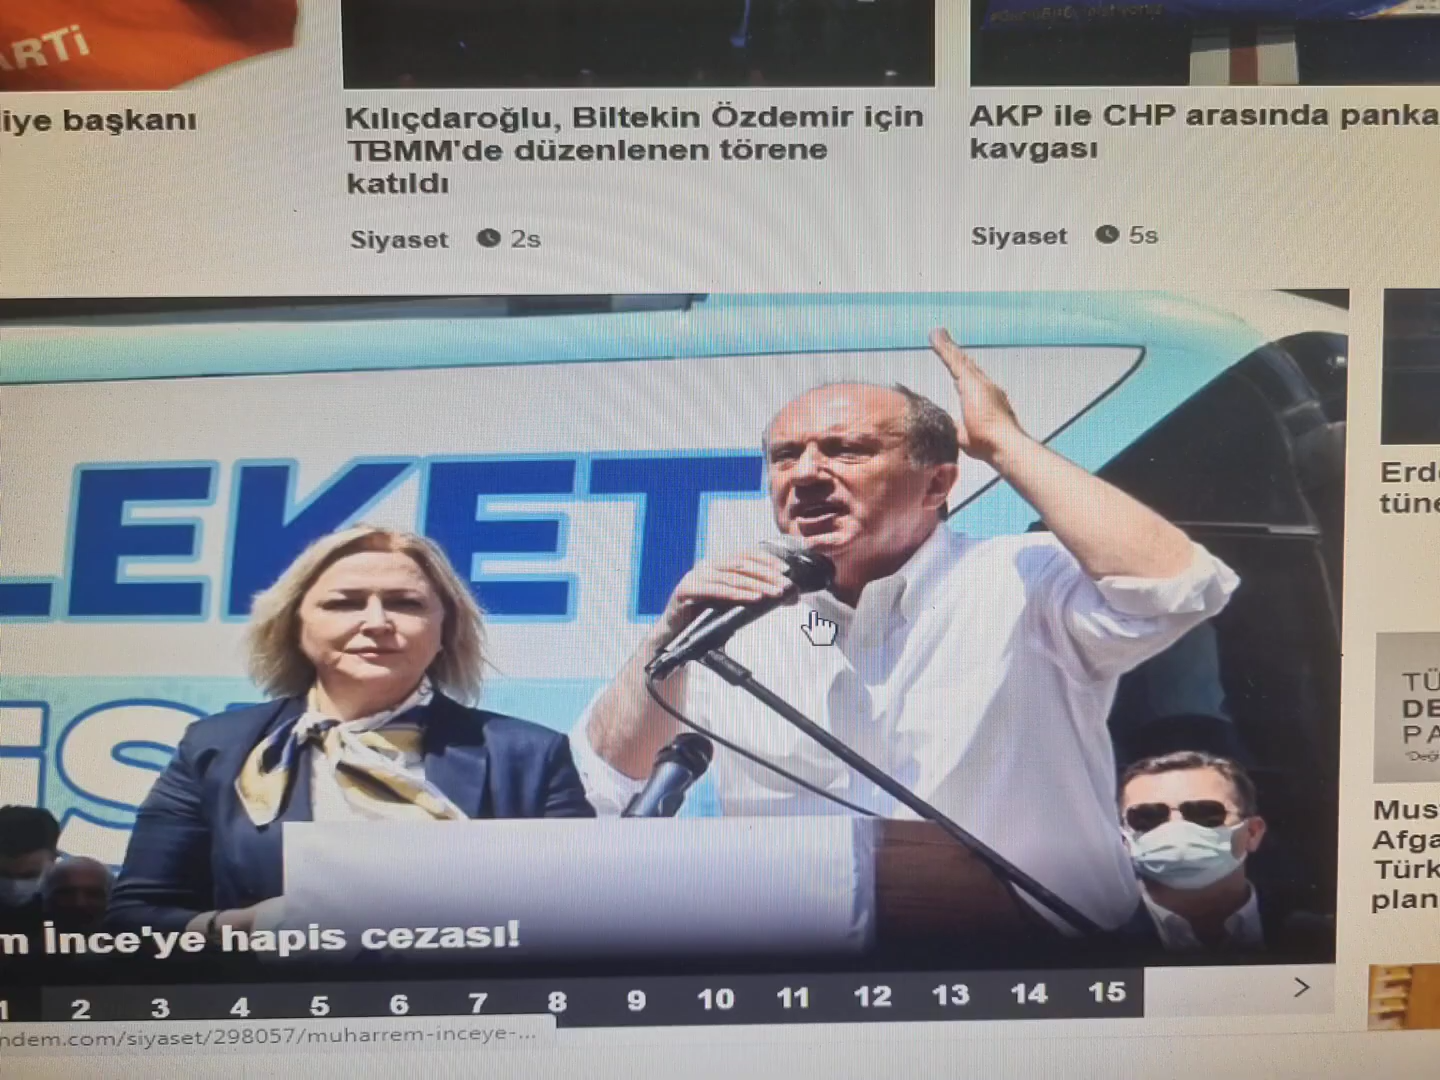 ARTİ
iye başkanı
Kılıçdaroğlu, Biltekin Özdemir için
TBMM'de düzenlenen törene
katıldı
Siyaset 2s
AKP ile CHP arasında panka
kavgası
Siyaset 5s
LEKET
İS
m İnce'ye hapis cezası!
1 2 3 4 5 6 7 8 9 10 11 12 13 14 15 >
ndem.com/siyaset/298057/muharrem-inceye-...
Erd
tüne
TÜ
DE
PA
"Değ
Mus
Afga
Türk
plan